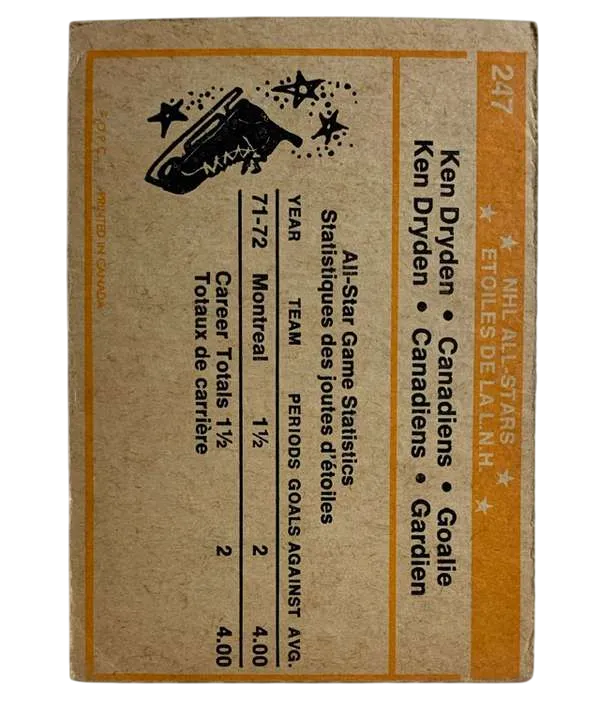 247
NHL ALL-STARS
ETOILES DE LA L.N.H.
Ken Dryden • Canadiens • Goalie
Ken Dryden • Canadiens • Gardien
All-Star Game Statistics
Statistiques des joutes d'étoiles
YEAR TEAM PERIODS GOALS AGAINST AVG.
71-72 Montreal 1½ 2 4.00
Career Totals 1½ 2 4.00
Totaux de carrière
PRINTED IN CANADA